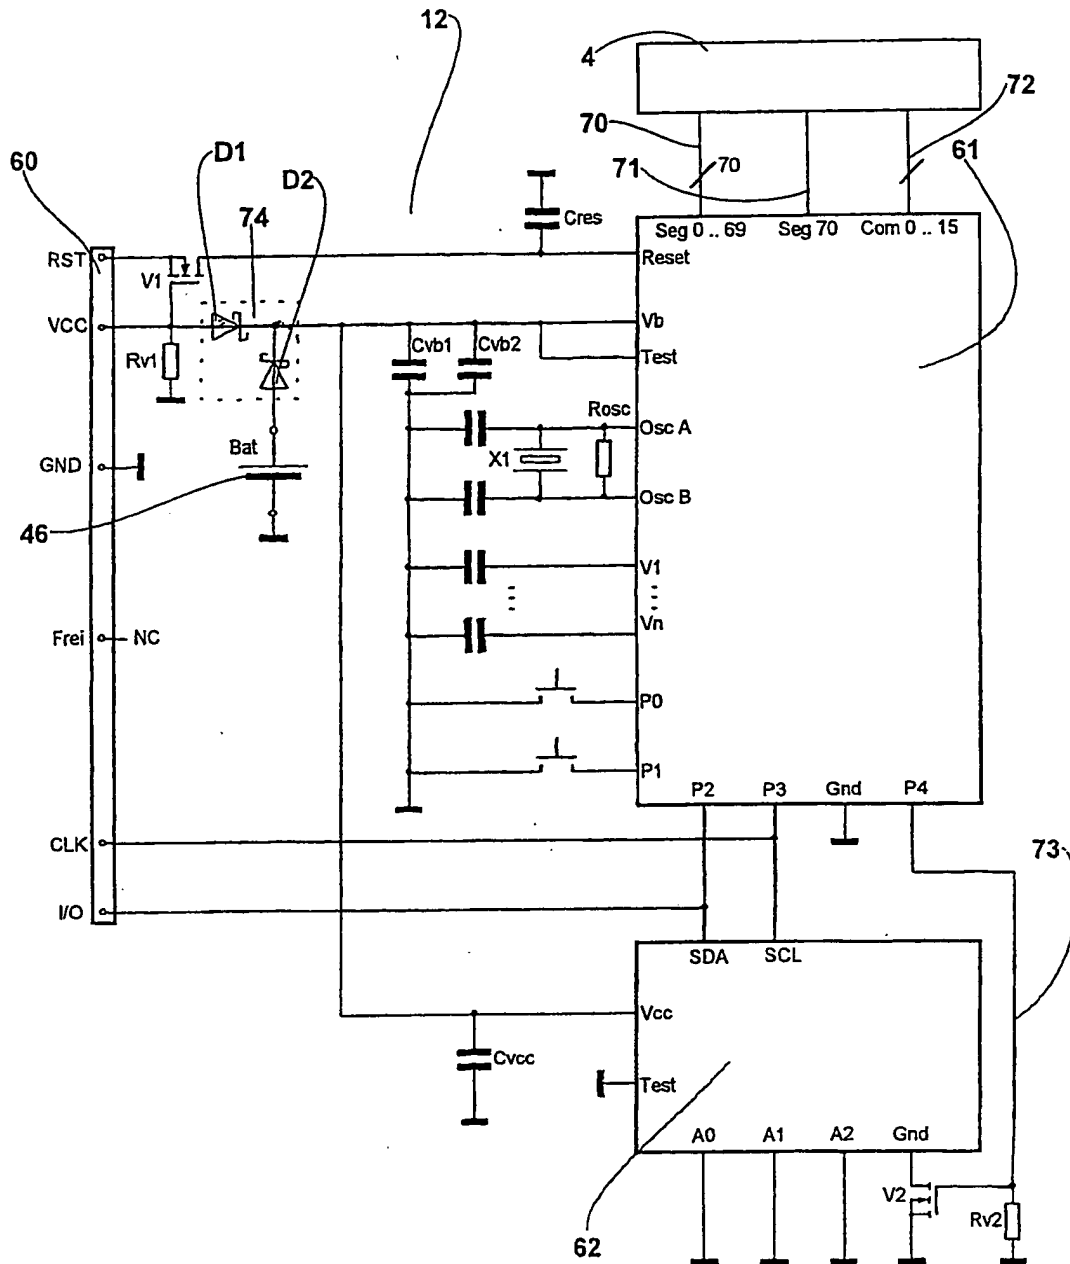 12
4
72
70
60
D1
D2
71
70
61
74
Cres
Seg 0 .. 69 Seg 70 Com 0 .. 15
RST
V1
Reset
VCC
Vb
Rv1
Cvb1 Cvb2
Test
Rosc
Osc A
Bat
X1
GND
Osc B
46
V1
Vn
Frei NC
P0
P1
P2 P3 Gnd P4
CLK
73
I/O
SDA SCL
Vcc
Cvcc
Test
A0 A1 A2 Gnd
V2
Rv2
62